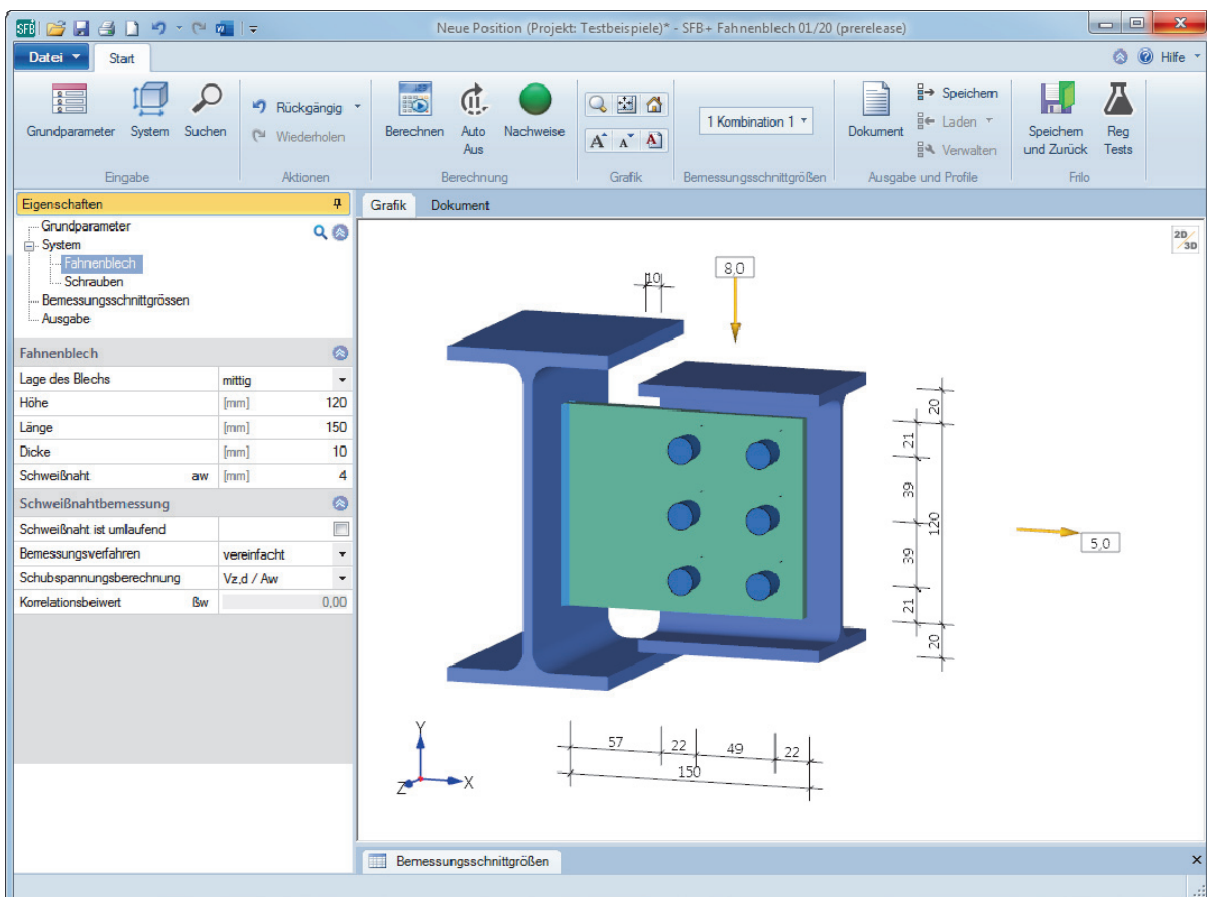 SFB
Neue Position (Projekt: Testbeispiele)* - SFB+ Fahnenblech 01/20 (prerelease)
Datei
Start
Hilfe
Grundparameter
System
Suchen
Rückgängig
Wiederholen
Berechnen
Auto
Aus
Nachweise
1 Kombination 1
Dokument
Speichern
Laden
Verwalten
Speichern
und Zurück
Reg
Tests
Eingabe
Aktionen
Berechnung
Grafik
Bemessungsschnittgrößen
Ausgabe und Profile
Frilo
Eigenschaften
Grundparameter
System
Fahnenblech
Schrauben
Bemessungsschnittgrössen
Ausgabe
Fahnenblech
Lage des Blechs mittig
Höhe [mm] 120
Länge [mm] 150
Dicke [mm] 10
Schweißnaht aw [mm] 4
Schweißnahtbemessung
Schweißnaht ist umlaufend
Bemessungsverfahren vereinfacht
Schubspannungsberechnung Vz,d / Aw
Korrelationsbeiwert ßw 0,00
Grafik
Dokument
2D/
/3D
10
8,0
20
21
39
120
39
21
20
5,0
57
22
49
22
150
Y
X
Z
Bemessungsschnittgrößen